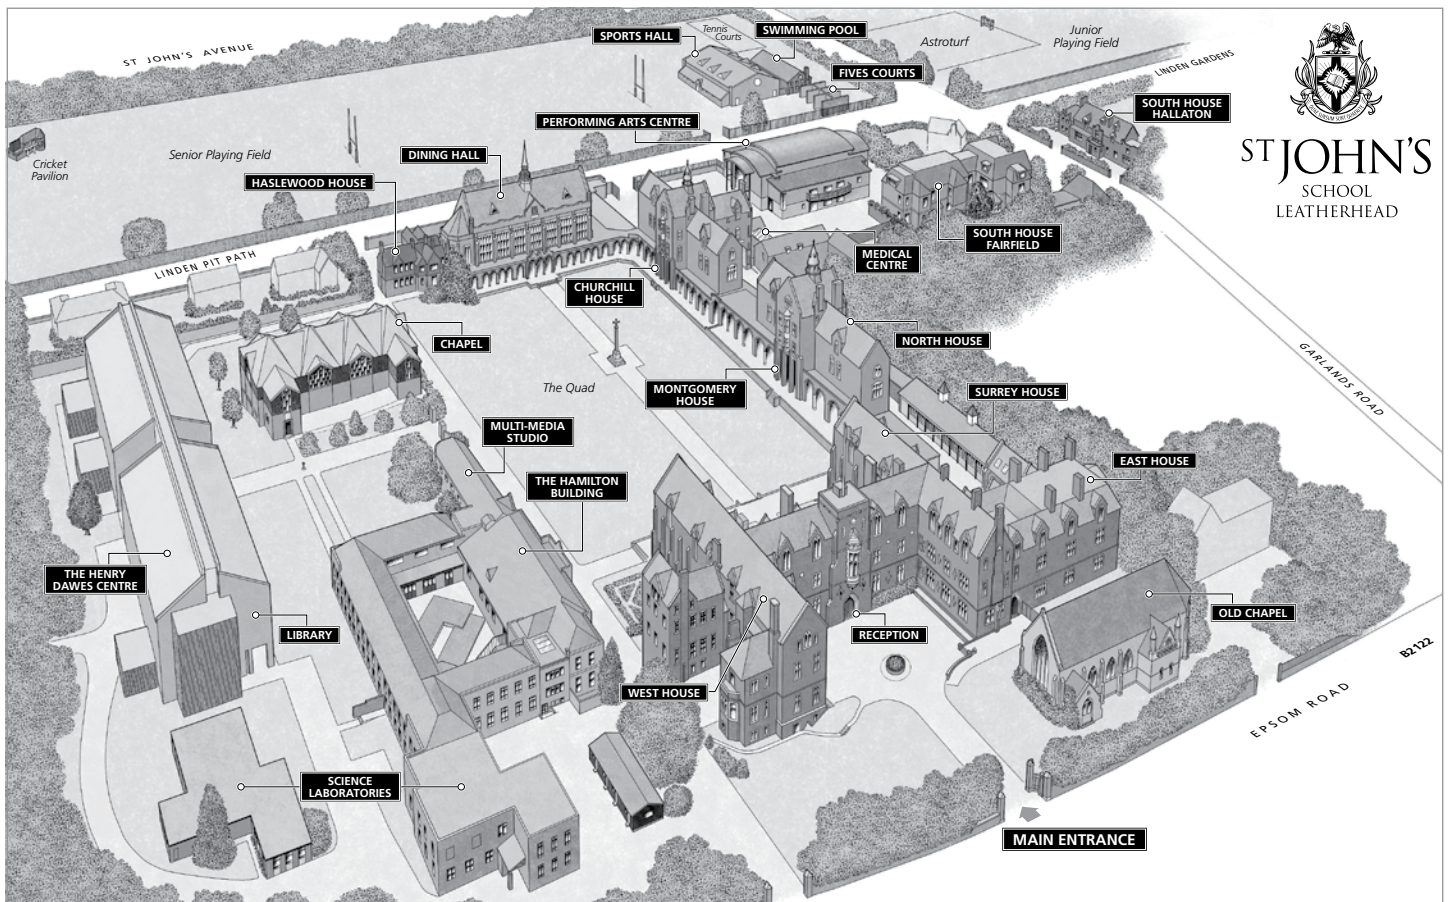 ST JOHN'S AVENUE
Tennis
Courts
SWIMMING POOL
SPORTS HALL
Astroturf
Junior
Playing Field
LINDEN GARDENS
FIVES COURTS
SOUTH HOUSE
HALLATON
PERFORMING ARTS CENTRE
ST JOHN'S
SCHOOL
LEATHERHEAD
Cricket
Pavilion
Senior Playing Field
DINING HALL
HASLEWOOD HOUSE
SOUTH HOUSE
FAIRFIELD
MEDICAL
CENTRE
LINDEN PIT PATH
CHURCHILL
HOUSE
CHAPEL
NORTH HOUSE
GARLANDS ROAD
The Quad
MONTGOMERY
HOUSE
SURREY HOUSE
MULTI-MEDIA
STUDIO
EAST HOUSE
THE HAMILTON
BUILDING
THE HENRY
DAWES CENTRE
LIBRARY
RECEPTION
OLD CHAPEL
B2122
WEST HOUSE
EPSOM ROAD
SCIENCE
LABORATORIES
MAIN ENTRANCE